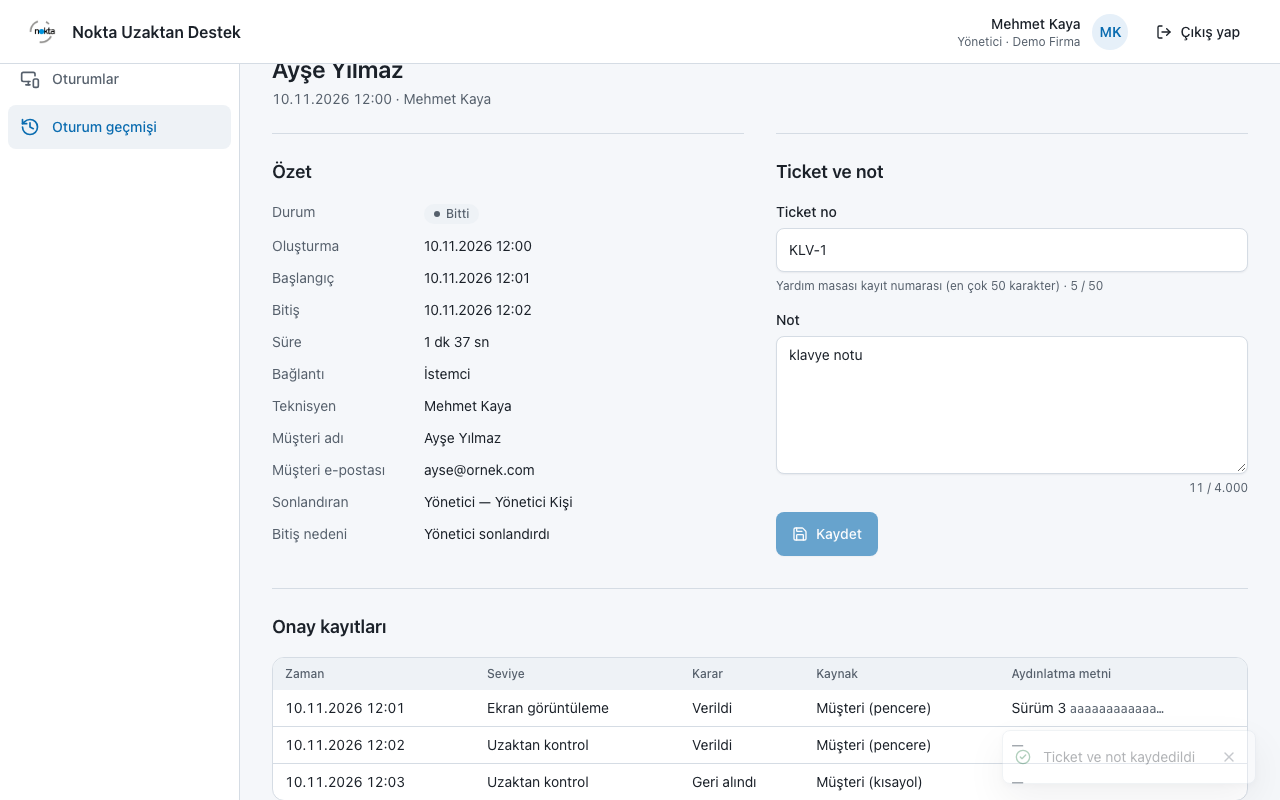 nokta
Nokta Uzaktan Destek
Mehmet Kaya
Yönetici · Demo Firma
MK
Çıkış yap
Oturumlar
Oturum geçmişi
Ayşe Yılmaz
10.11.2026 12:00 · Mehmet Kaya
Özet
Durum
Bitti
Oluşturma
10.11.2026 12:00
Başlangıç
10.11.2026 12:01
Bitiş
10.11.2026 12:02
Süre
1 dk 37 sn
Bağlantı
İstemci
Teknisyen
Mehmet Kaya
Müşteri adı
Ayşe Yılmaz
Müşteri e-postası
ayse@ornek.com
Sonlandıran
Yönetici — Yönetici Kişi
Bitiş nedeni
Yönetici sonlandırdı
Ticket ve not
Ticket no
KLV-1
Yardım masası kayıt numarası (en çok 50 karakter) · 5 / 50
Not
klavye notu
11 / 4.000
Kaydet
Onay kayıtları
Zaman Seviye Karar Kaynak Aydınlatma metni
10.11.2026 12:01 Ekran görüntüleme Verildi Müşteri (pencere) Sürüm 3 aaaaaaaaaaaa…
10.11.2026 12:02 Uzaktan kontrol Verildi Müşteri (pencere) —
10.11.2026 12:03 Uzaktan kontrol Geri alındı Müşteri (kısayol) —
Ticket ve not kaydedildi